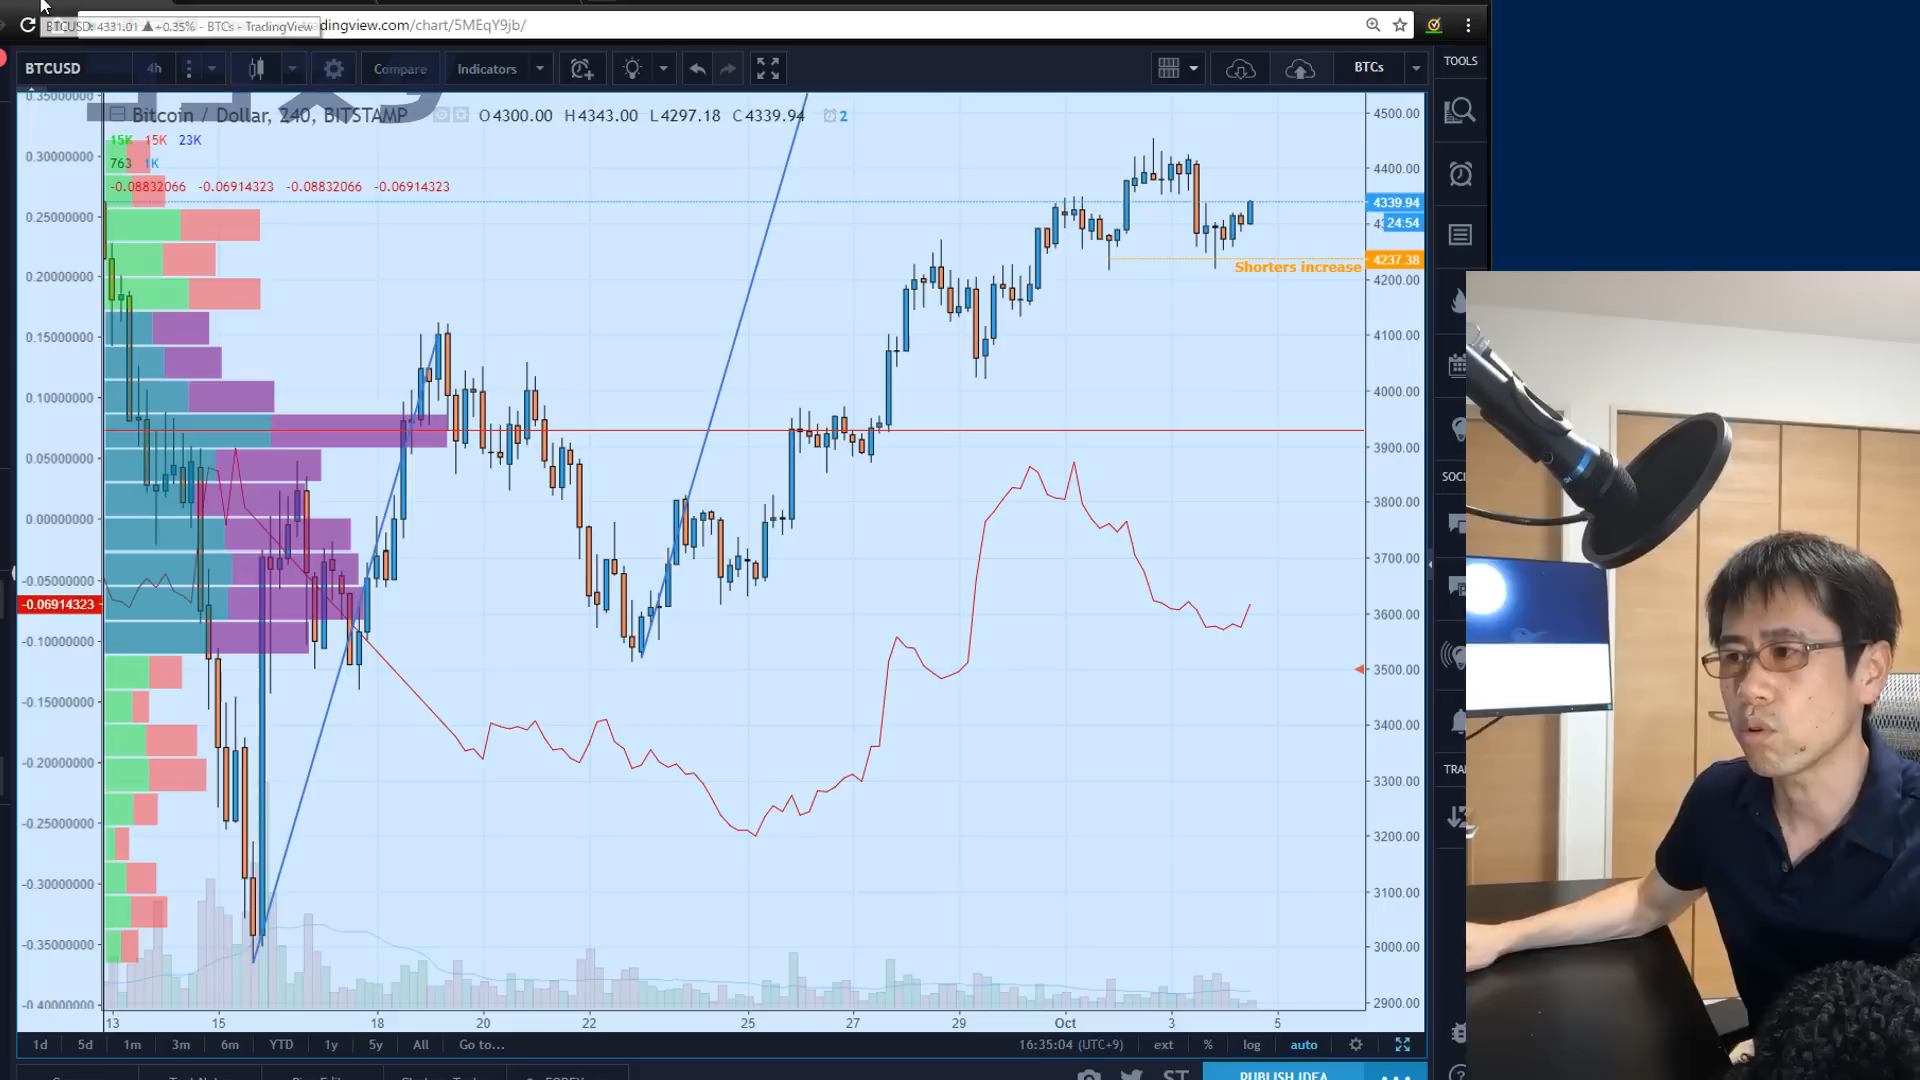 BTCUSD: 4331.01 ▲ +0.35% - BTCs - TradingView
dingview.com/chart/5MEqY9jb/
BTCUSD 4h Compare Indicators BTCs TOOLS
Bitcoin / Dollar, 240, BITSTAMP O4300.00 H4343.00 L4297.18 C4339.94 2
15K 15K 23K
763 1K
-0.08832066 -0.06914323 -0.08832066 -0.06914323
0.35000000
0.30000000
0.25000000
0.20000000
0.15000000
0.10000000
0.05000000
0.00000000
-0.05000000
-0.06914323
-0.10000000
-0.15000000
-0.20000000
-0.25000000
-0.30000000
-0.35000000
-0.40000000
4500.00
4400.00
4339.94
24:54
4237.38
Shorters increase
4200.00
4100.00
4000.00
3900.00
3800.00
3700.00
3600.00
3500.00
3400.00
3300.00
3200.00
3100.00
3000.00
2900.00
SOC
TRA
13 15 18 20 22 25 27 29 Oct 3 5
1d 5d 1m 3m 6m YTD 1y 5y All Go to... 16:35:04 (UTC+9) ext % log auto
ST PUBLISH IDEA